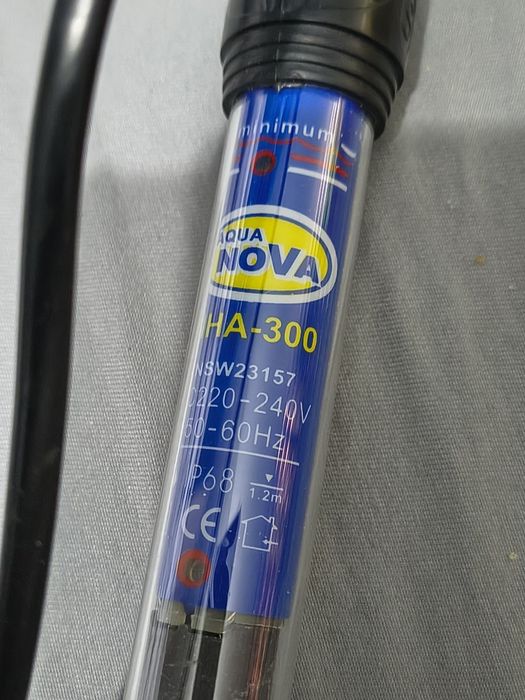 minimum
AQUA
NOVA
HA-300
NSW23157
220-240V
50-60Hz
IP68
1.2m
CE